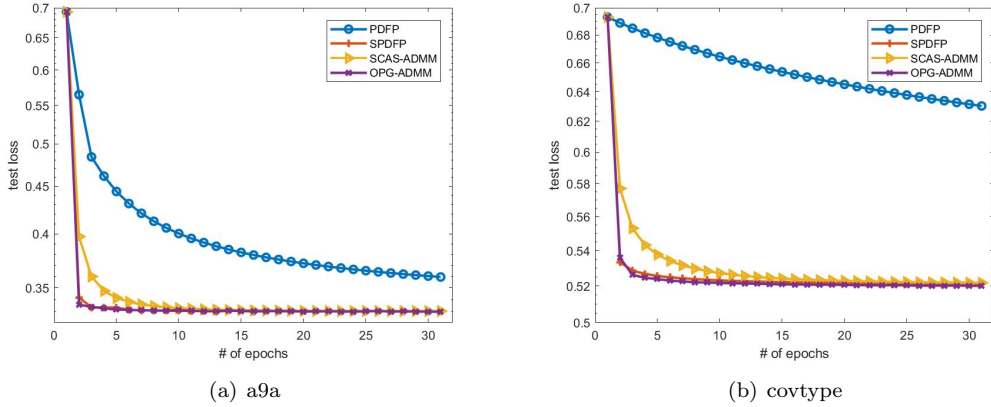 0.7
0.65
0.6
0.55
0.5
0.45
0.4
0.35
test loss
0 5 10 15 20 25 30
# of epochs
PDFP
SPDFP
SCAS-ADMM
OPG-ADMM
(a) a9a
0.7
0.68
0.66
0.64
0.62
0.6
0.58
0.56
0.54
0.52
0.5
test loss
0 5 10 15 20 25 30
# of epochs
PDFP
SPDFP
SCAS-ADMM
OPG-ADMM
(b) covtype